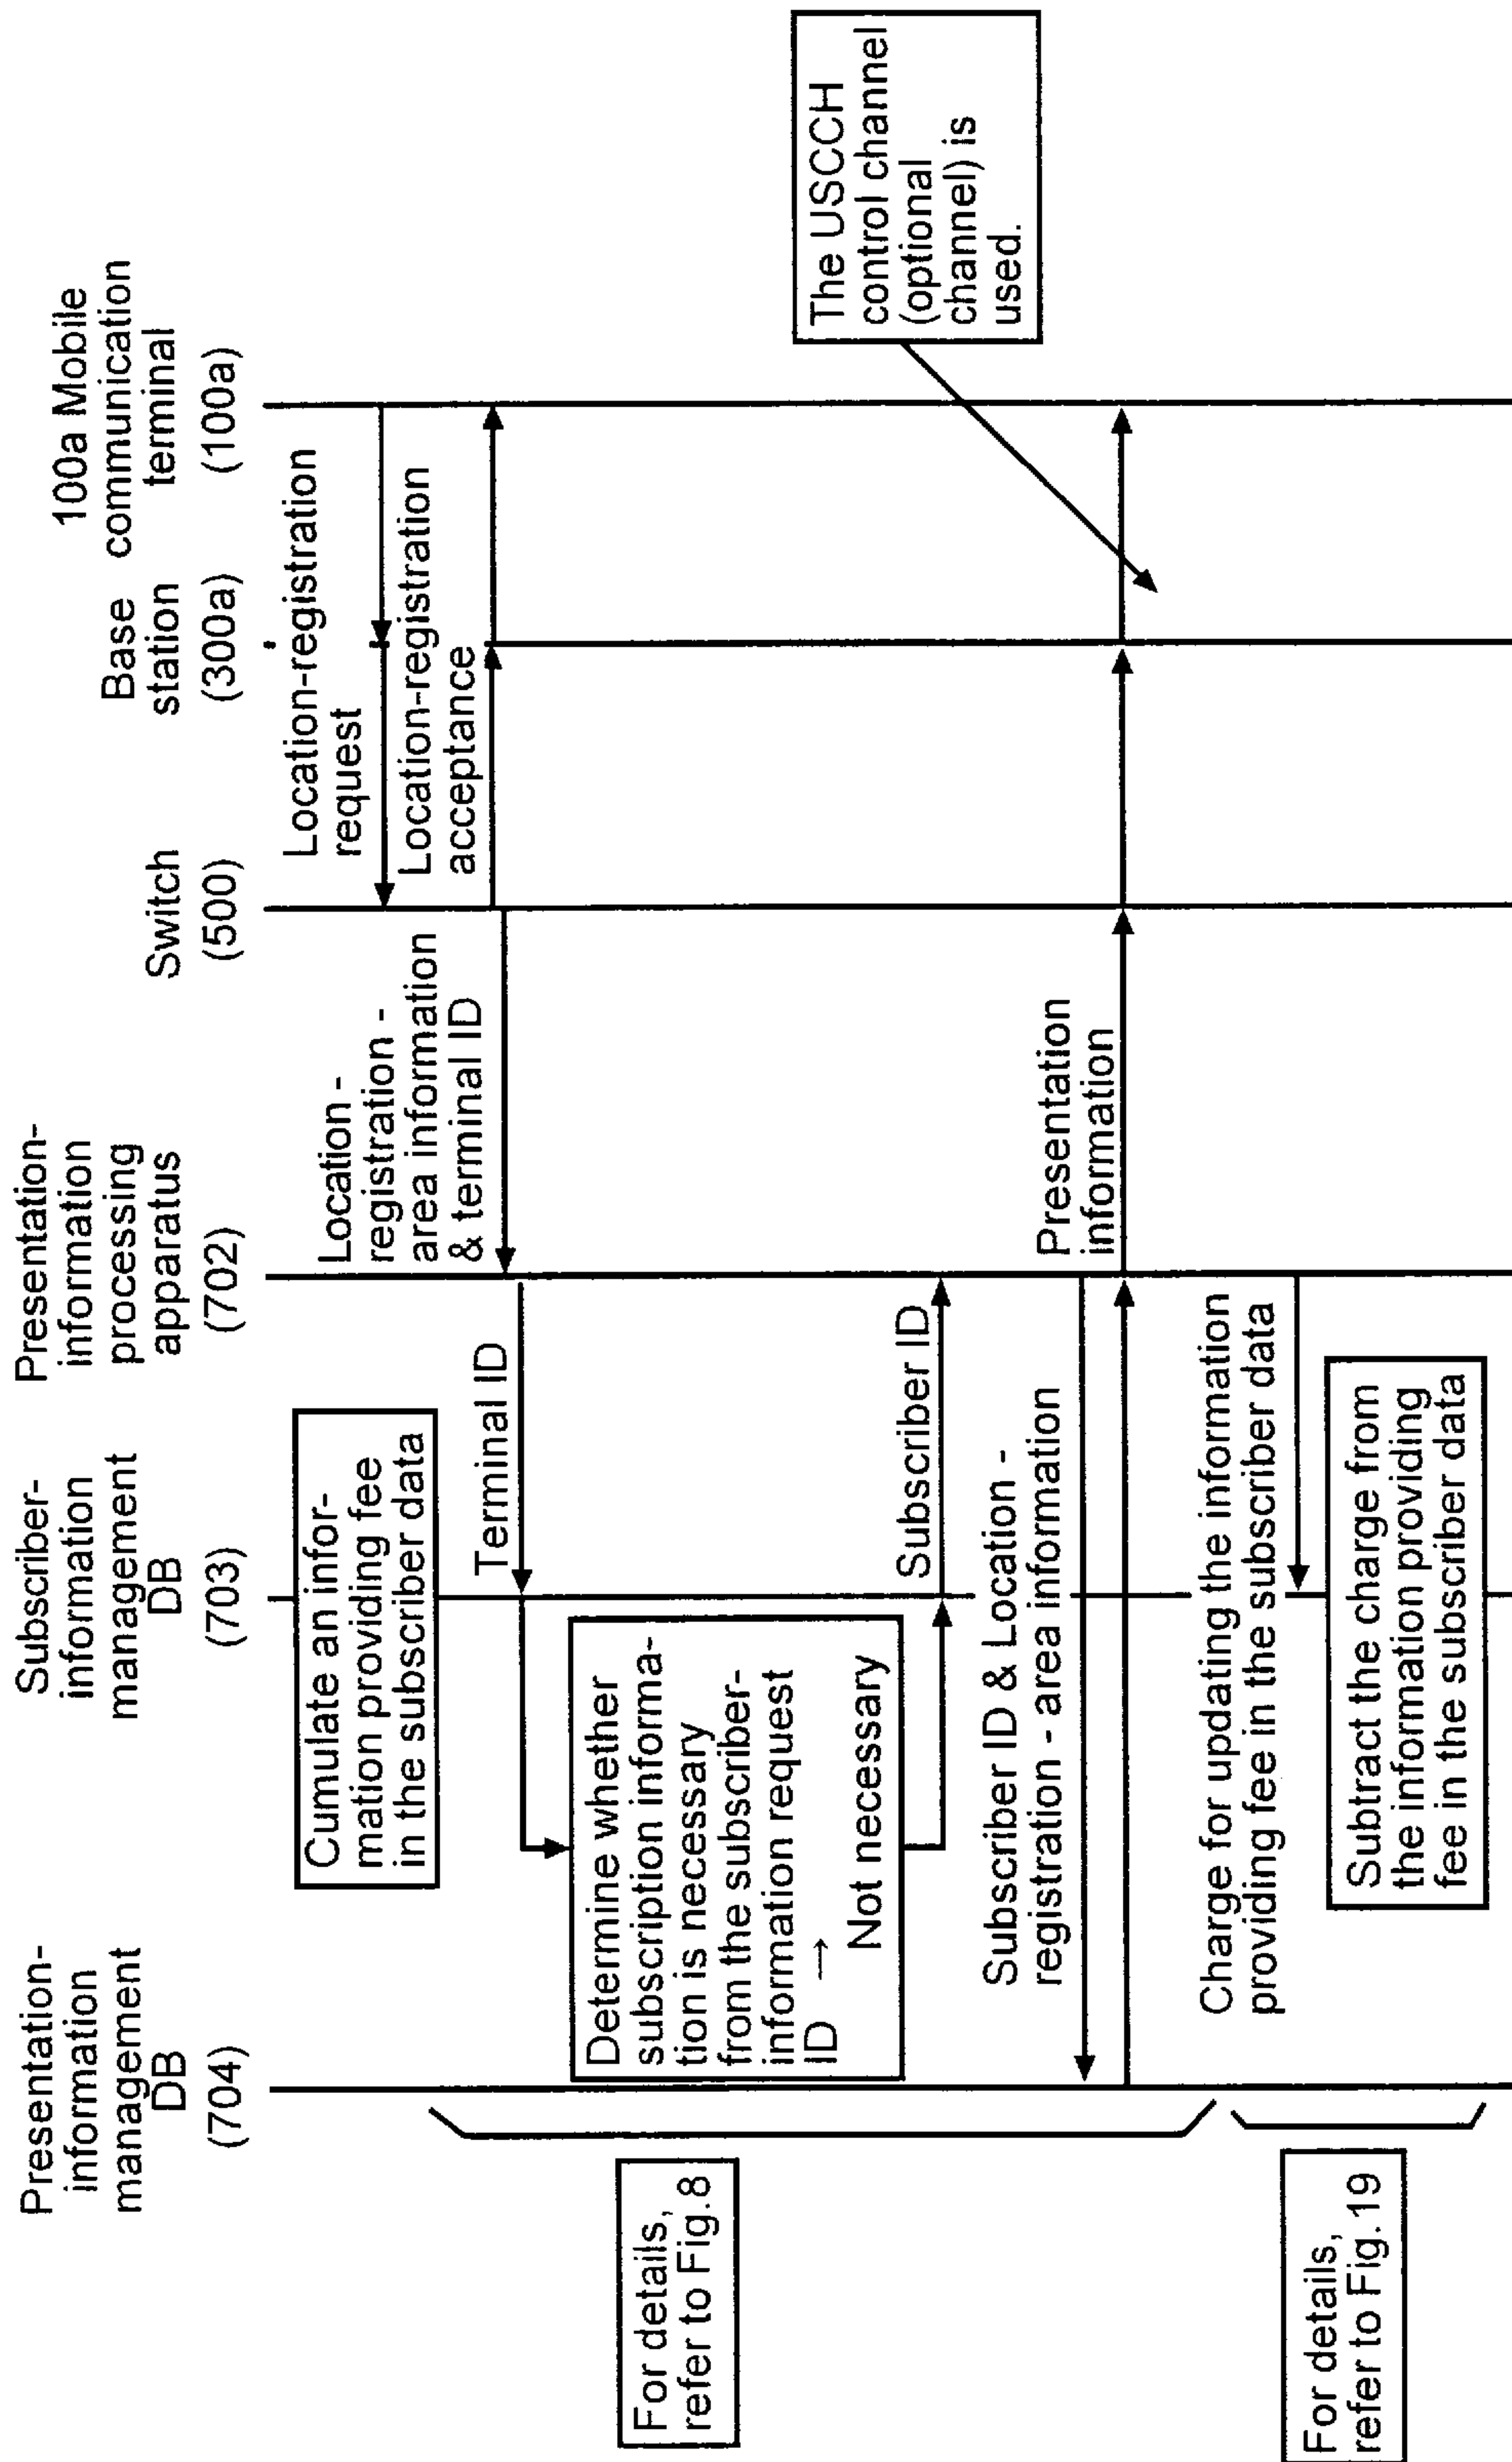 Presentation-
information
management
DB
(704)
Subscriber-
information
management
DB
(703)
Presentation-
information
processing
apparatus
(702)
Switch
(500)
Base
station
(300a)
100a Mobile
communication
terminal
(100a)
Cumulate an infor-
mation providing fee
in the subscriber data
Location-registration
request
Location-registration
acceptance
Location -
registration -
area information
& terminal ID
Terminal ID
For details,
refer to Fig.8
Determine whether
subscription informa-
tion is necessary
from the subscriber-
information request
ID →
Not necessary
The USCCH
control channel
(optional
channel) is
used.
Subscriber ID
Subscriber ID & Location -
registration - area information
Presentation
information
Charge for updating the information
providing fee in the subscriber data
For details,
refer to Fig.19
Subtract the charge from
the information providing
fee in the subscriber data